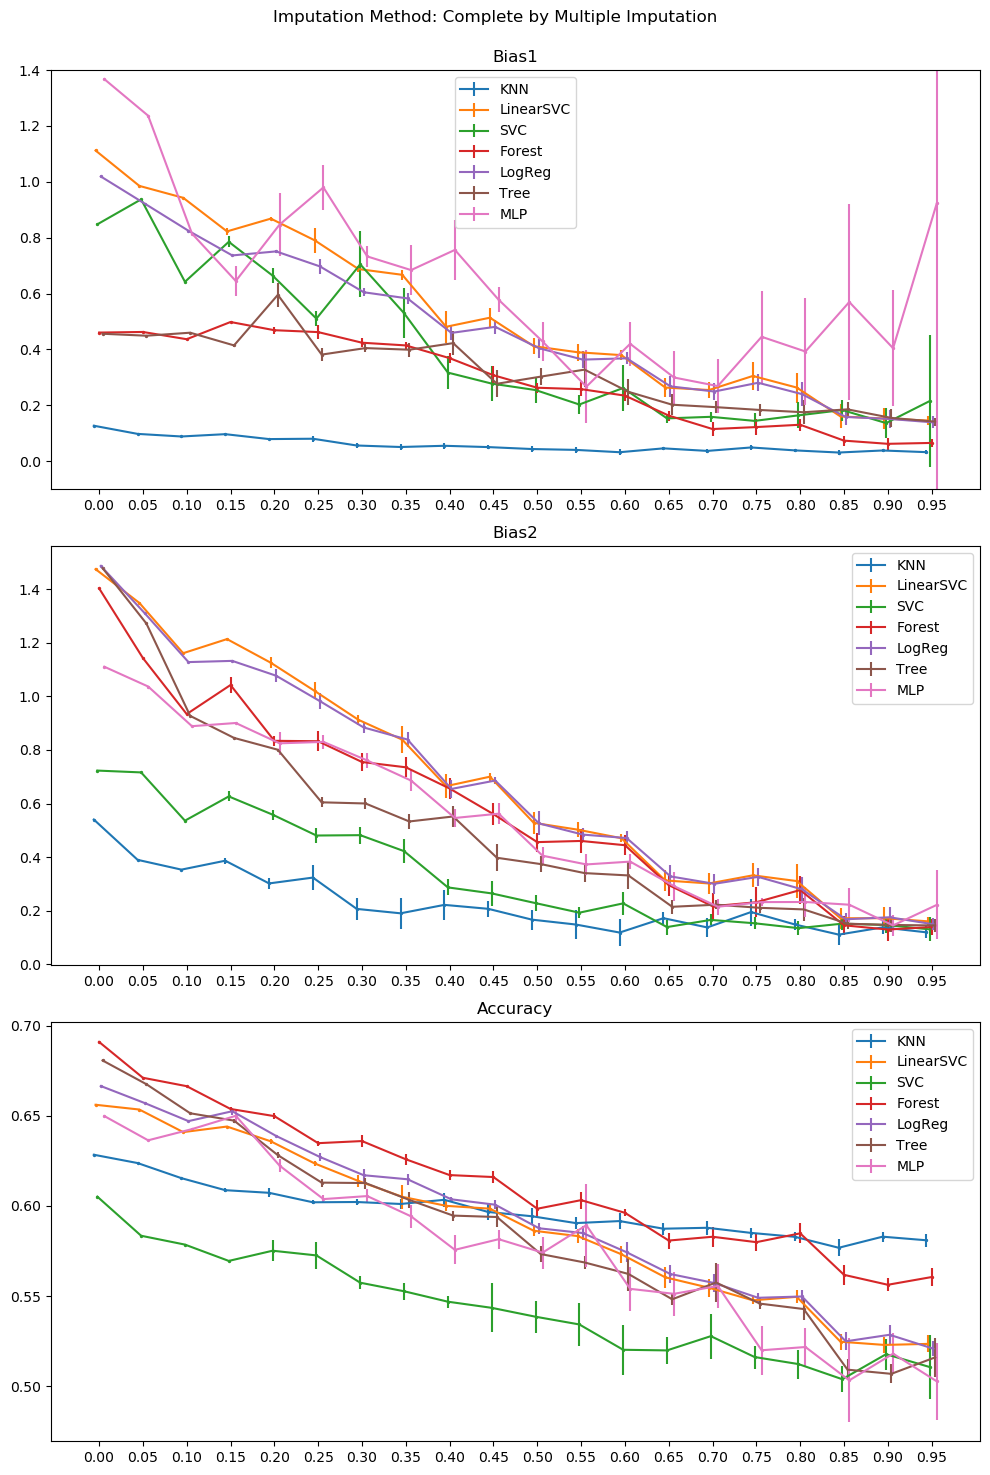 Imputation Method: Complete by Multiple Imputation
Bias1
1.4
1.2
1.0
0.8
0.6
0.4
0.2
0.0
KNN
LinearSVC
SVC
Forest
LogReg
Tree
MLP
0.00 0.05 0.10 0.15 0.20 0.25 0.30 0.35 0.40 0.45 0.50 0.55 0.60 0.65 0.70 0.75 0.80 0.85 0.90 0.95
Bias2
1.4
1.2
1.0
0.8
0.6
0.4
0.2
0.0
KNN
LinearSVC
SVC
Forest
LogReg
Tree
MLP
0.00 0.05 0.10 0.15 0.20 0.25 0.30 0.35 0.40 0.45 0.50 0.55 0.60 0.65 0.70 0.75 0.80 0.85 0.90 0.95
Accuracy
0.70
0.65
0.60
0.55
0.50
KNN
LinearSVC
SVC
Forest
LogReg
Tree
MLP
0.00 0.05 0.10 0.15 0.20 0.25 0.30 0.35 0.40 0.45 0.50 0.55 0.60 0.65 0.70 0.75 0.80 0.85 0.90 0.95